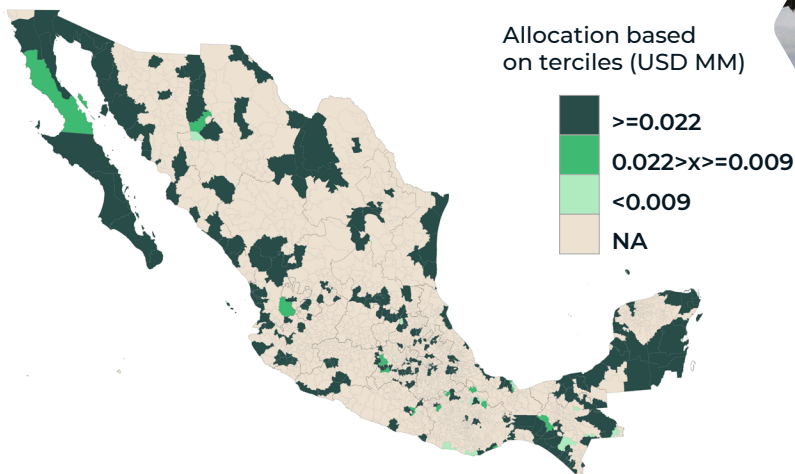 Allocation based
on terciles (USD MM)
>=0.022
0.022>x>=0.009
<0.009
NA